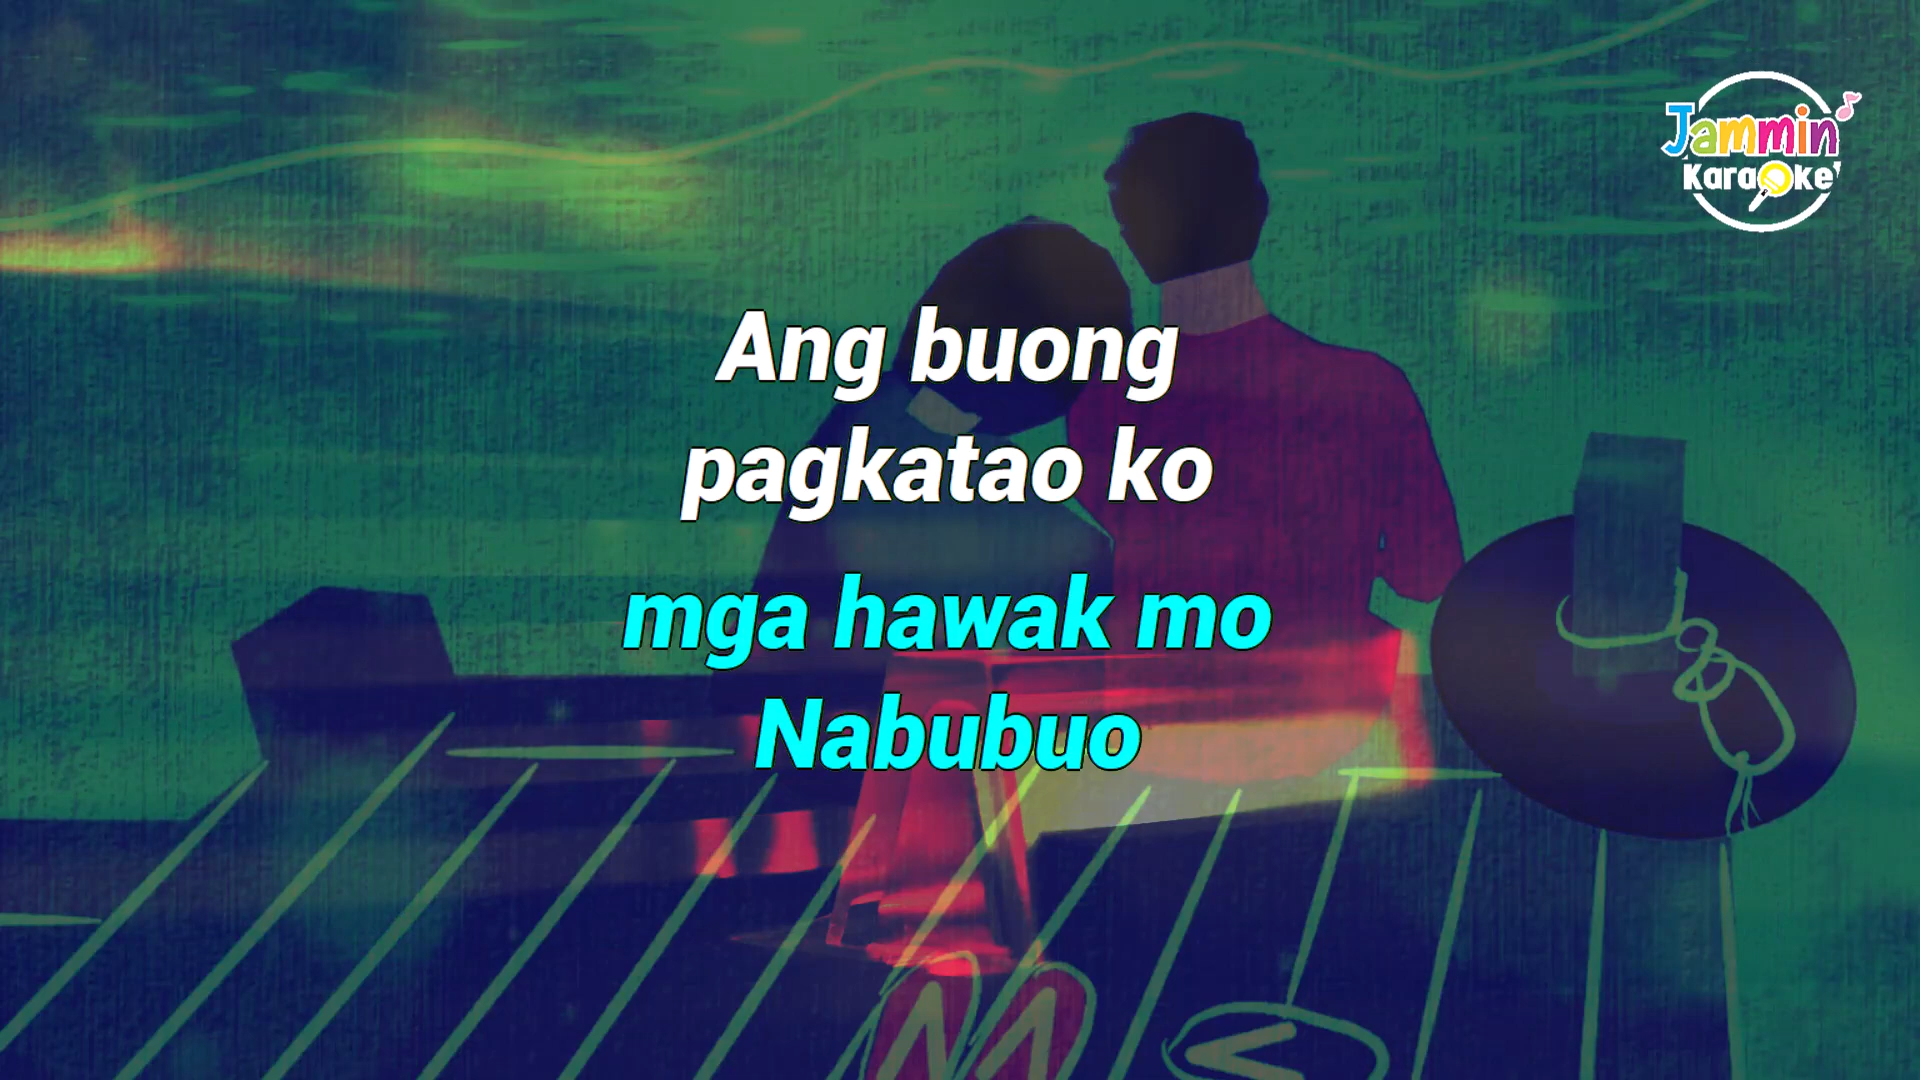 Jammin'
Karaoke
Ang buong
pagkatao ko
mga hawak mo
Nabubuo